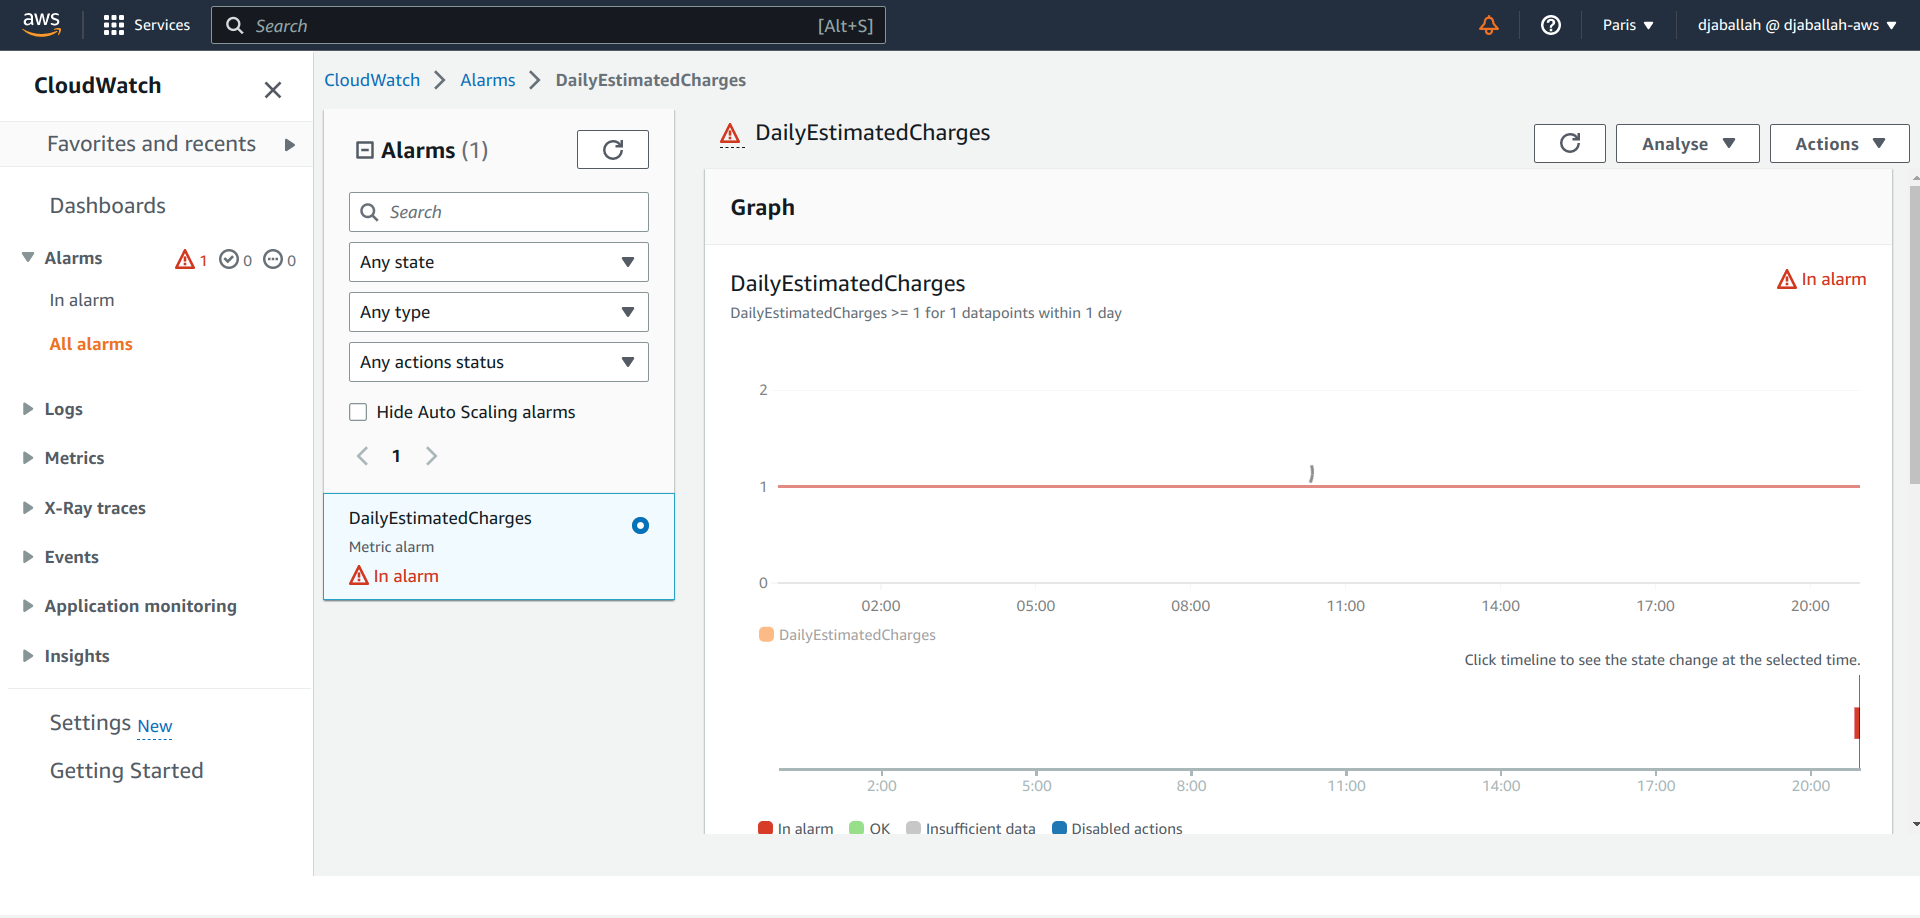 aws
Services
Search [Alt+S]
Paris
djaballah @ djaballah-aws
CloudWatch
Favorites and recents
Dashboards
Alarms 1 0 0
In alarm
All alarms
Logs
Metrics
X-Ray traces
Events
Application monitoring
Insights
Settings New
Getting Started
CloudWatch Alarms DailyEstimatedCharges
Alarms (1)
Search
Any state
Any type
Any actions status
Hide Auto Scaling alarms
1
DailyEstimatedCharges
Metric alarm
In alarm
DailyEstimatedCharges
Analyse
Actions
Graph
DailyEstimatedCharges
In alarm
DailyEstimatedCharges >= 1 for 1 datapoints within 1 day
2
1
0
02:00 05:00 08:00 11:00 14:00 17:00 20:00
DailyEstimatedCharges
Click timeline to see the state change at the selected time.
2:00 5:00 8:00 11:00 14:00 17:00 20:00
In alarm OK Insufficient data Disabled actions